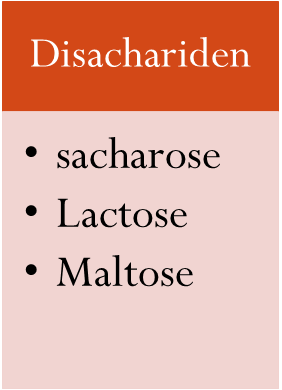 Disachariden
• sacharose
• Lactose
• Maltose